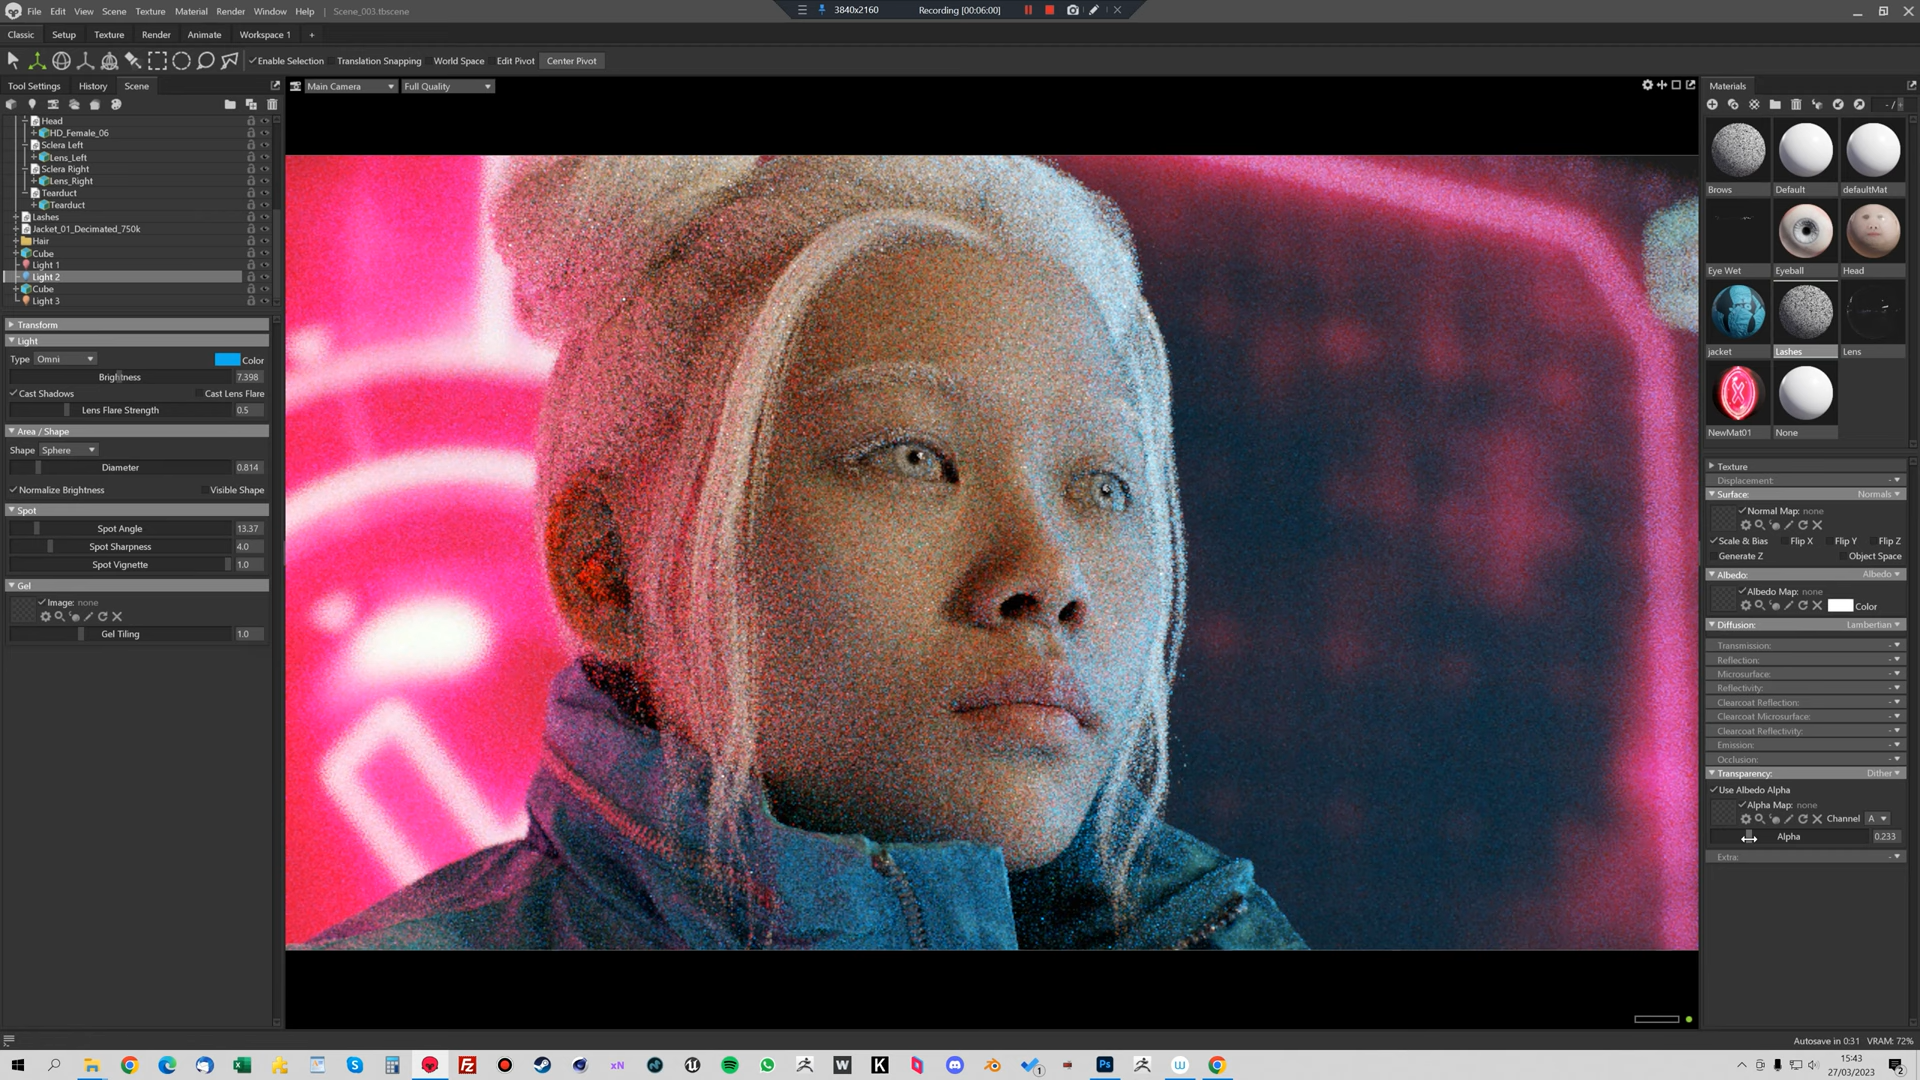 File Edit View Scene Texture Material Render Window Help Scene_003.tbscene
3840x2160 Recording [00:06:00]
Classic Setup Texture Render Animate Workspace 1 +
Enable Selection Translation Snapping World Space Edit Pivot Center Pivot
Tool Settings History Scene
Main Camera Full Quality
Materials
Head
HD_Female_06
Sclera Left
Lens_Left
Sclera Right
Lens_Right
Tearduct
Tearduct
Lashes
Jacket_01_Decimated_750k
Hair
Cube
Light 1
Light 2
Cube
Light 3
Transform
Light
Type Omni Color
Brightness 7.398
Cast Shadows Cast Lens Flare
Lens Flare Strength 0.5
Area / Shape
Shape Sphere
Diameter 0.814
Normalize Brightness Visible Shape
Spot
Spot Angle 13.37
Spot Sharpness 4.0
Spot Vignette 1.0
Gel
Image: none
Gel Tiling 1.0
Brows Default defaultMat
Eye Wet Eyeball Head
jacket Lashes Lens
NewMat01 None
Texture
Displacement:
Surface: Normals
Normal Map: none
Scale & Bias Flip X Flip Y Flip Z
Generate Z Object Space
Albedo: Albedo
Albedo Map: none
Color
Diffusion: Lambertian
Transmission:
Reflection:
Microsurface:
Reflectivity:
Clearcoat Reflection:
Clearcoat Microsurface:
Clearcoat Reflectivity:
Emission:
Occlusion:
Transparency: Dither
Use Albedo Alpha
Alpha Map: none
Channel A
Alpha 0.233
Extra:
Autosave in 0:31 VRAM: 72%
15:43
27/03/2023